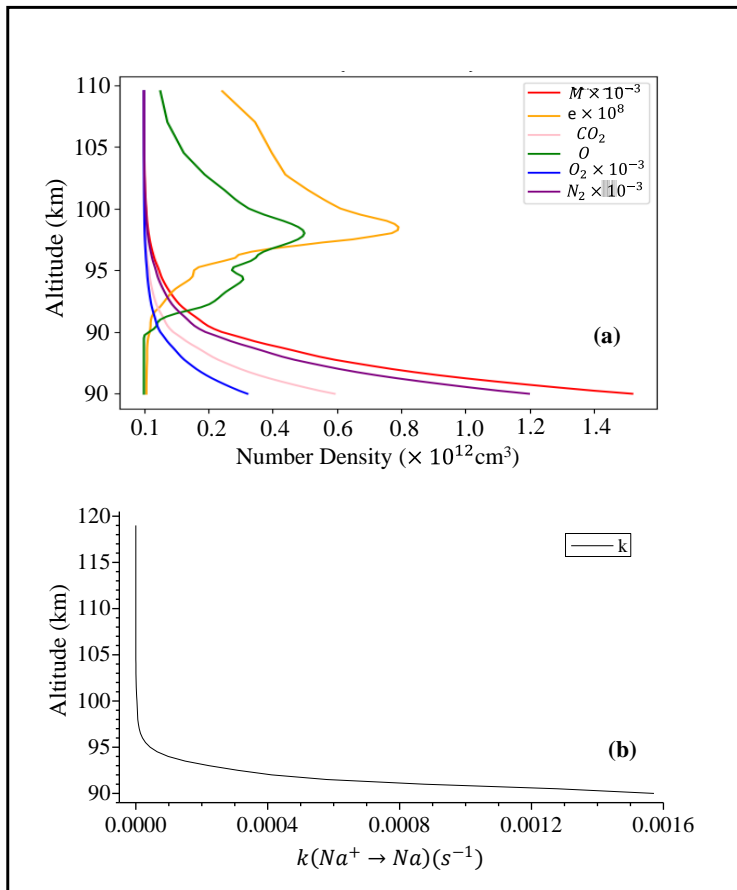 110
105
100
95
90
90
Altitude (km)
M × 10⁻³
e × 10⁸
CO₂
O
O₂ × 10⁻³
N₂ × 10⁻³
(a)
0.1 0.2 0.4 0.8 1.0 1.2 1.4
Number Density (× 10¹²cm³)
120
115
110
105
100
95
90
Altitude (km)
k
(b)
0.0000 0.0004 0.0008 0.0012 0.0016
k(Na⁺ → Na)(s⁻¹)